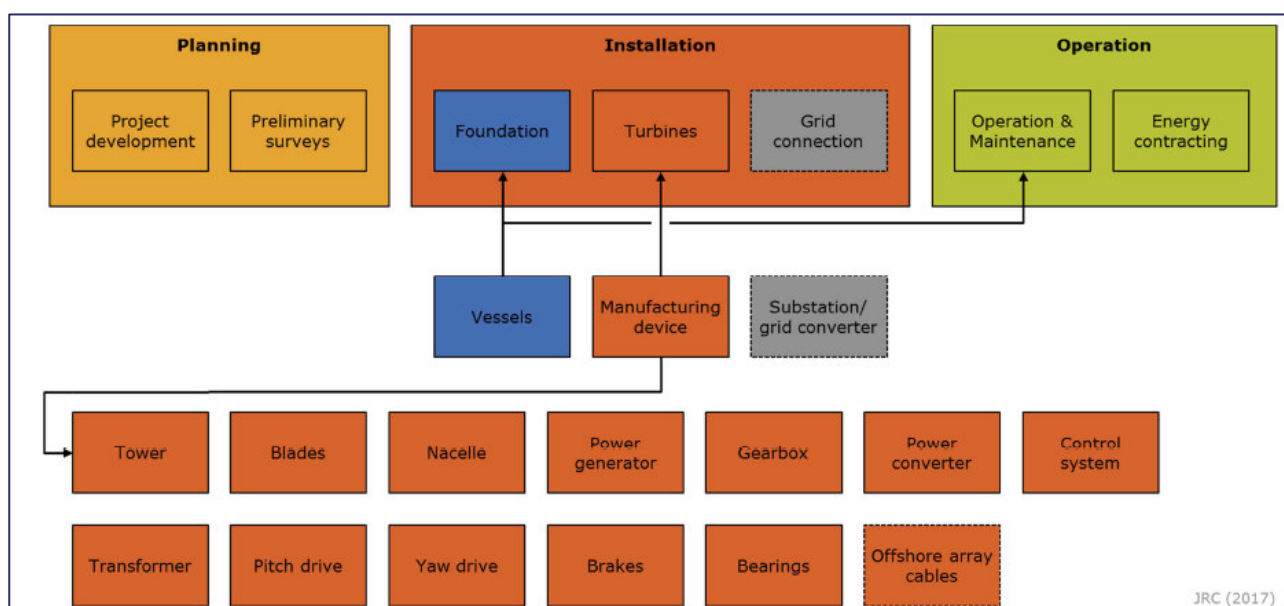 Planning
Installation
Operation
Project
development
Preliminary
surveys
Foundation
Turbines
Grid
connection
Operation &
Maintenance
Energy
contracting
Vessels
Manufacturing
device
Substation/
grid converter
Tower
Blades
Nacelle
Power
generator
Gearbox
Power
converter
Control
system
Transformer
Pitch drive
Yaw drive
Brakes
Bearings
Offshore array
cables
JRC (2017)